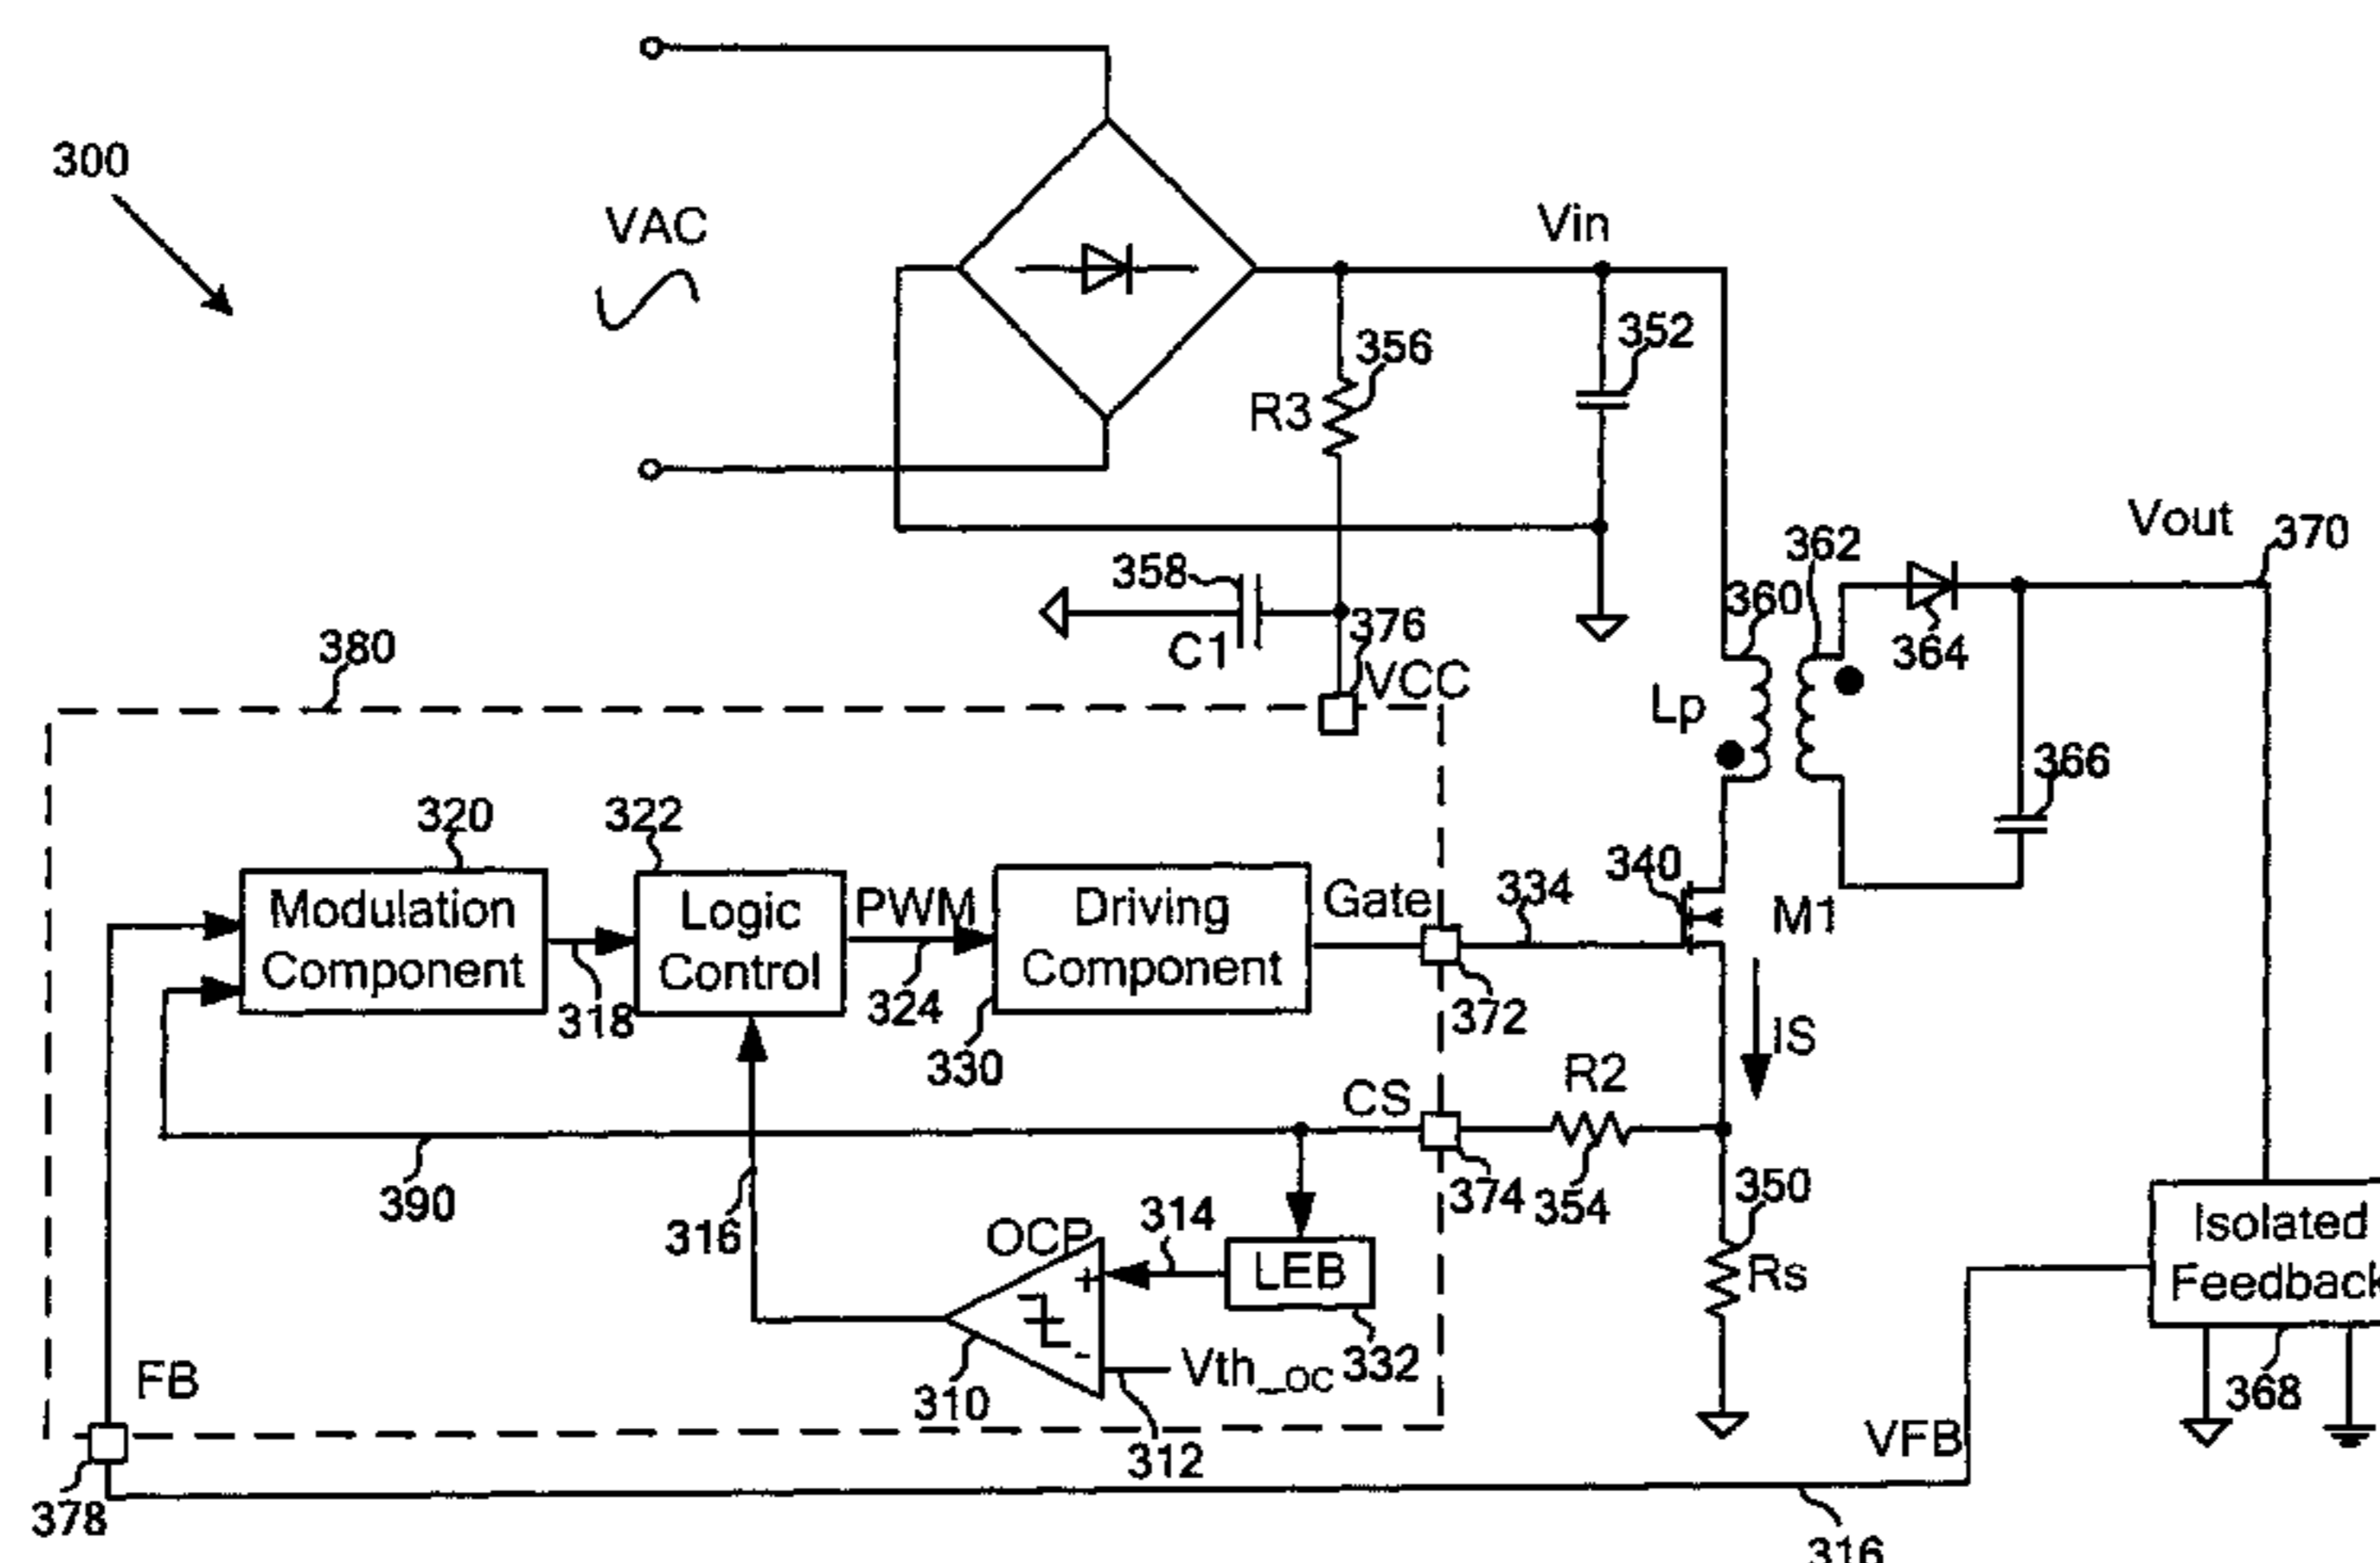 300
VAC
Vin
356
352
R3
Vout
370
362
358
C1
376
360
364
380
VCC
Lp
366
320
322
340
334
Modulation
Component
Logic
Control
PWM
Driving
Component
Gate
M1
318
324
330
372
IS
R2
CS
390
316
314
374
354
350
OCP
+
LEB
Rs
Isolated
Feedback
-
Vth_OC
332
310
312
368
FB
VFB
378
316